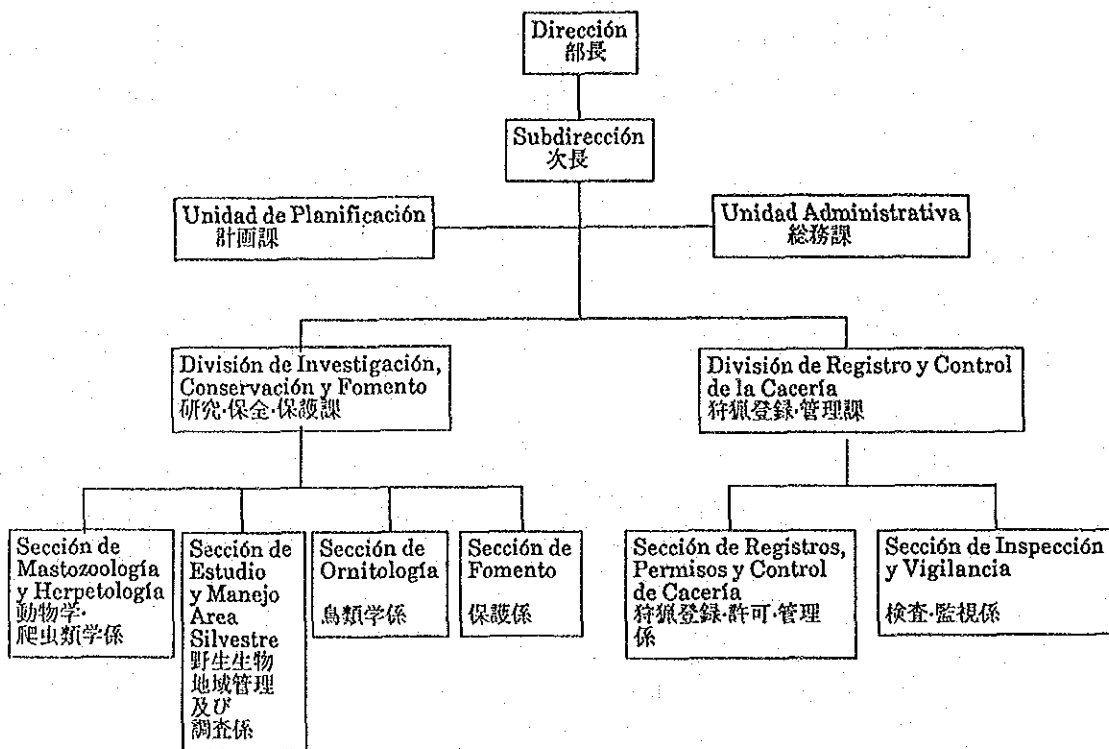 Dirección
部長
Subdirección
次長
Unidad de Planificación
計画課
Unidad Administrativa
総務課
División de Investigación,
Conservación y Fomento
研究·保全·保護課
División de Registro y Control
de la Cacería
狩猟登録·管理課
Sección de
Mastozoología
y Herpetología
動物学·
爬虫類学係
Sección de
Estudio
y Manejo
Area
Silvestre
野生生物
地域管理
及び
調査係
Sección de
Ornitología
鳥類学係
Sección de
Fomento
保護係
Sección de Registros,
Permisos y Control
de Cacería
狩猟登録·許可·管理
係
Sección de Inspección
y Vigilancia
検査·監視係